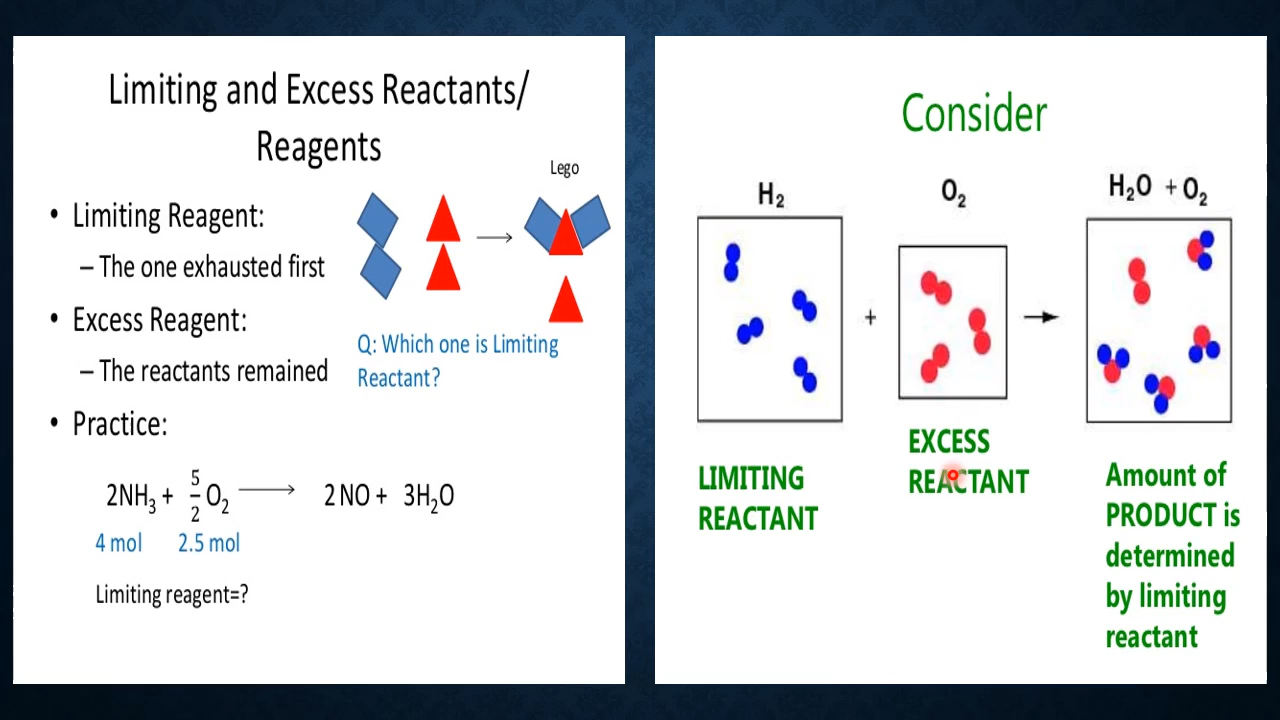 Limiting and Excess Reactants/
Reagents
• Limiting Reagent:
– The one exhausted first
• Excess Reagent:
– The reactants remained
• Practice:
Lego
Q: Which one is Limiting
Reactant?
2NH₃ + 5/2 O₂ ⟶ 2 NO + 3H₂O
4 mol 2.5 mol
Limiting reagent=?
Consider
H₂
O₂
H₂O + O₂
+
→
LIMITING
REACTANT
EXCESS
REACTANT
Amount of
PRODUCT is
determined
by limiting
reactant